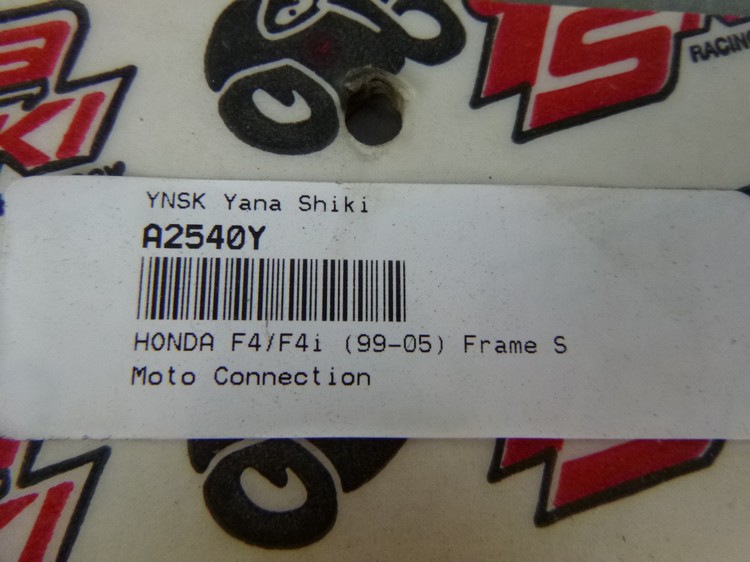 RACING
YNSK Yana Shiki
A2540Y
HONDA F4/F4i (99-05) Frame S
Moto Connection